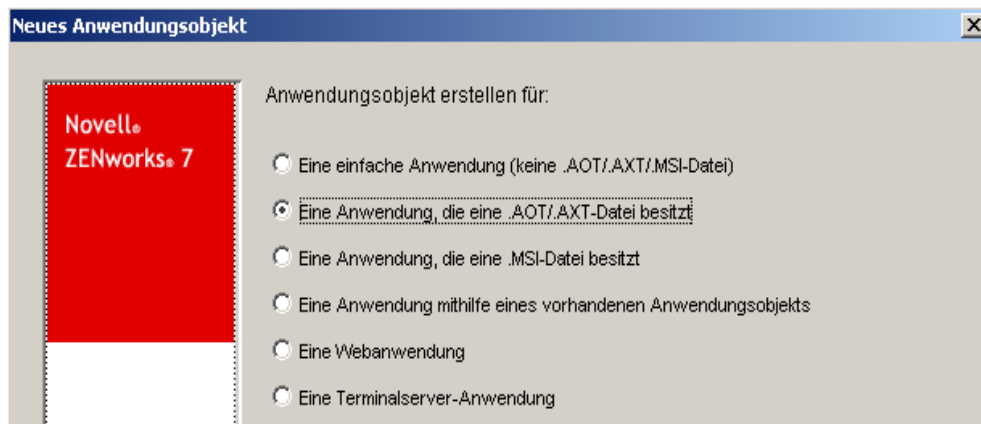 Neues Anwendungsobjekt
Novell®
ZENworks® 7
Anwendungsobjekt erstellen für:
Eine einfache Anwendung (keine .AOT/.AXT/.MSI-Datei)
Eine Anwendung, die eine .AOT/.AXT-Datei besitzt
Eine Anwendung, die eine .MSI-Datei besitzt
Eine Anwendung mithilfe eines vorhandenen Anwendungsobjekts
Eine Webanwendung
Eine Terminalserver-Anwendung